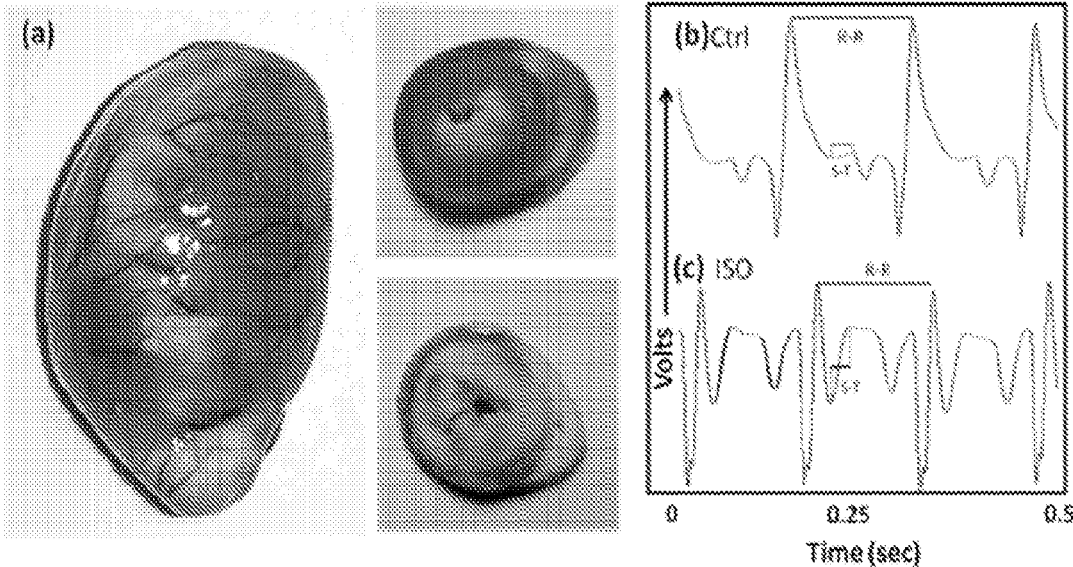 (a)
(b)Ctrl
R-R
S-T
(c) ISO
R-R
S-T
Volts
0
0.25
0.5
Time (sec)